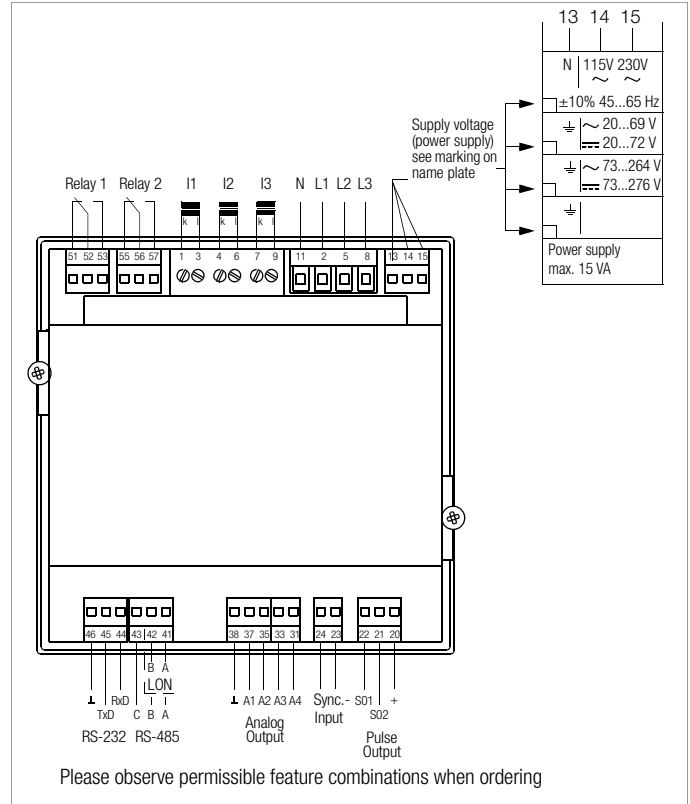 13 14 15
N 115V 230V
∼ ∼
±10% 45...65 Hz
∼ 20...69 V
20...72 V
∼ 73...264 V
73...276 V
Power supply
max. 15 VA
Supply voltage
(power supply)
see marking on
name plate
Relay 1 Relay 2 I1 I2 I3 N L1 L2 L3
k l k l k l
51 52 53 55 56 57 1 3 4 6 7 9 11 2 5 8 13 14 15
46 45 44 43 42 41 38 37 35 33 31 24 23 22 21 20
B A
LON
RxD A1 A2 A3 A4 S01 +
TxD C B A S02
RS-232 RS-485
Analog
Output
Sync.-
Input
Pulse
Output
Please observe permissible feature combinations when ordering